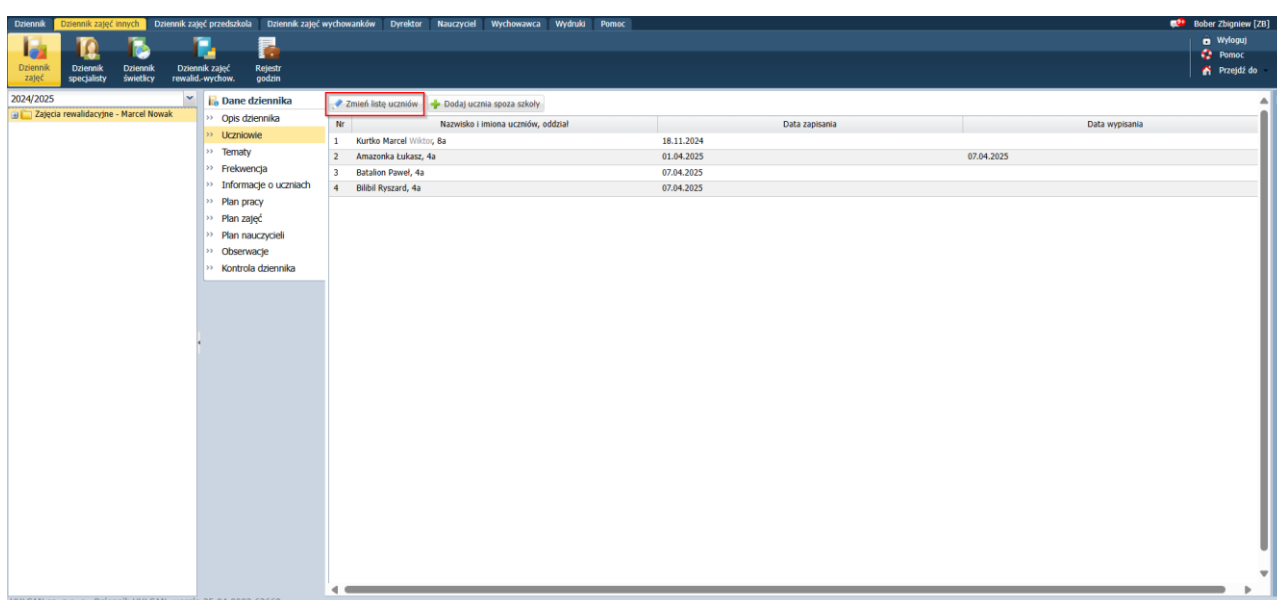 Dziennik Dziennik zajęć innych Dziennik zajęć przedszkola Dziennik zajęć wychowanków Dyrektor Nauczyciel Wychowawca Wydruki Pomoc Bober Zbigniew [ZB]
Dziennik zajęć
Dziennik specjalisty
Dziennik świetlicy
Dziennik zajęć rewalid.-wychow.
Rejestr godzin
Wyloguj
Pomoc
Przejdź do
2024/2025
Zajęcia rewalidacyjne - Marcel Nowak
Dane dziennika
Opis dziennika
Uczniowie
Tematy
Frekwencja
Informacje o uczniach
Plan pracy
Plan zajęć
Plan nauczycieli
Obserwacje
Kontrola dziennika
Zmień listę uczniów Dodaj ucznia spoza szkoły
Nr Nazwisko i imiona uczniów, oddział Data zapisania Data wypisania
1 Kurtko Marcel Wiktor, 8a 18.11.2024
2 Amazonka Łukasz, 4a 01.04.2025 07.04.2025
3 Batalion Paweł, 4a 07.04.2025
4 Bilibil Ryszard, 4a 07.04.2025